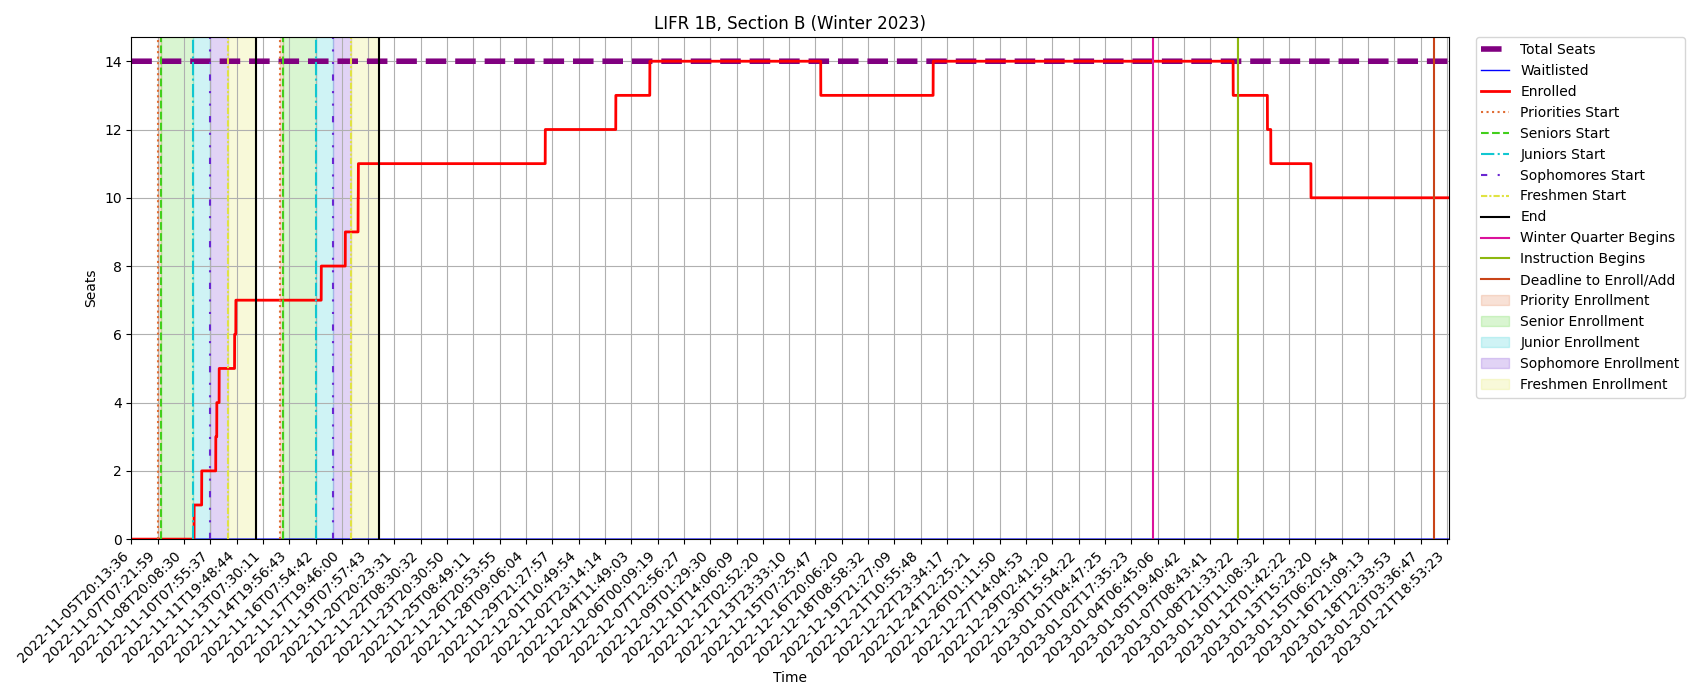 LIFR 1B, Section B (Winter 2023)
Seats
14
12
10
8
6
4
2
0
2022-11-05T20:13:36
2022-11-07T07:21:59
2022-11-08T20:08:30
2022-11-10T07:55:37
2022-11-11T19:48:44
2022-11-13T07:30:11
2022-11-14T19:56:43
2022-11-16T07:54:42
2022-11-17T19:46:00
2022-11-19T07:57:43
2022-11-20T20:23:31
2022-11-22T08:30:32
2022-11-23T20:30:50
2022-11-25T08:49:11
2022-11-26T20:53:55
2022-11-28T09:06:04
2022-11-29T21:27:57
2022-12-01T10:49:54
2022-12-02T23:14:14
2022-12-04T11:49:03
2022-12-06T00:09:19
2022-12-07T12:56:27
2022-12-09T01:29:30
2022-12-10T14:06:09
2022-12-12T02:52:20
2022-12-13T23:33:10
2022-12-15T07:25:47
2022-12-16T20:06:20
2022-12-18T08:58:32
2022-12-19T21:27:09
2022-12-21T10:55:48
2022-12-22T23:34:17
2022-12-24T12:25:21
2022-12-26T01:11:50
2022-12-27T14:04:53
2022-12-29T02:41:20
2022-12-30T15:54:22
2023-01-01T04:47:25
2023-01-02T17:35:23
2023-01-04T06:45:06
2023-01-05T19:40:42
2023-01-07T08:43:41
2023-01-08T21:33:22
2023-01-10T11:08:32
2023-01-12T01:42:22
2023-01-13T15:23:20
2023-01-15T06:20:54
2023-01-16T21:09:13
2023-01-18T12:33:53
2023-01-20T03:36:47
2023-01-21T18:53:23
Time
Total Seats
Waitlisted
Enrolled
Priorities Start
Seniors Start
Juniors Start
Sophomores Start
Freshmen Start
End
Winter Quarter Begins
Instruction Begins
Deadline to Enroll/Add
Priority Enrollment
Senior Enrollment
Junior Enrollment
Sophomore Enrollment
Freshmen Enrollment